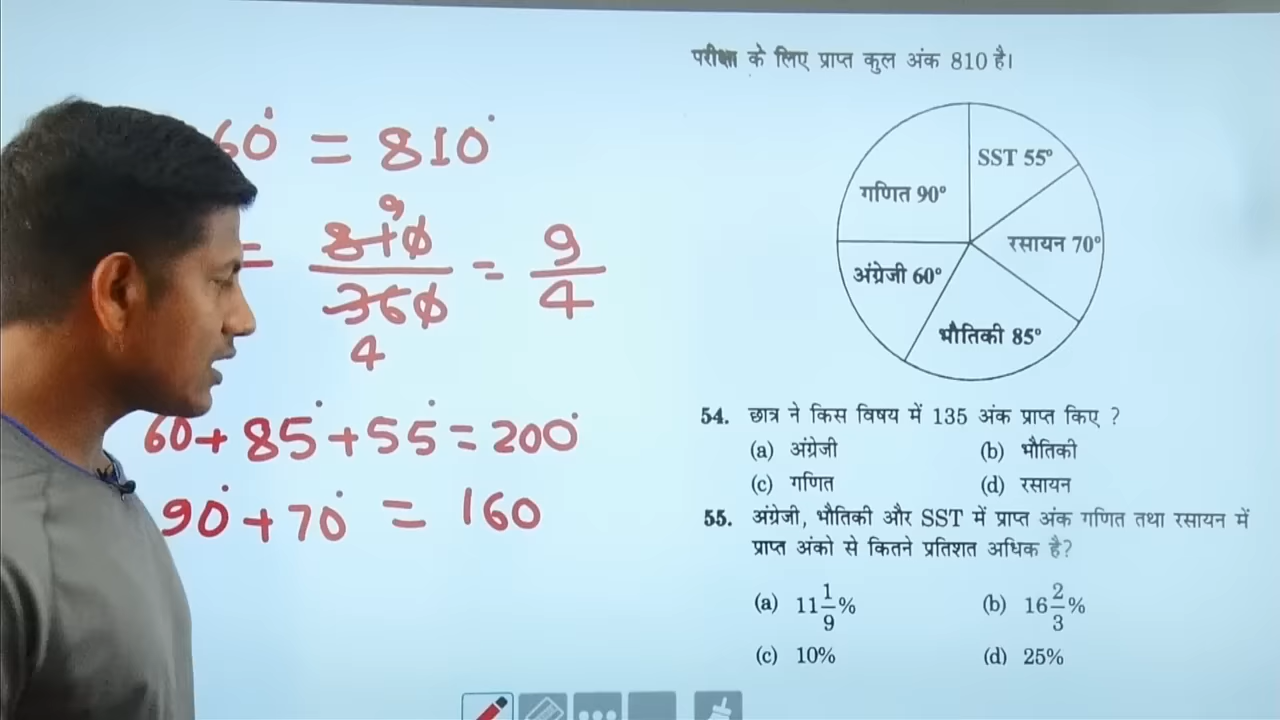 परीक्षा के लिए प्राप्त कुल अंक 810 है।
60° = 810°
= 810/360 = 9/4
9
4
60+85°+55°=200°
90°+70° = 160
SST 55°
गणित 90°
रसायन 70°
अंग्रेजी 60°
भौतिकी 85°
54. छात्र ने किस विषय में 135 अंक प्राप्त किए ?
(a) अंग्रेजी (b) भौतिकी
(c) गणित (d) रसायन
55. अंग्रेजी, भौतिकी और SST में प्राप्त अंक गणित तथा रसायन में
प्राप्त अंको से कितने प्रतिशत अधिक है?
(a) 11 1/9% (b) 16 2/3%
(c) 10% (d) 25%